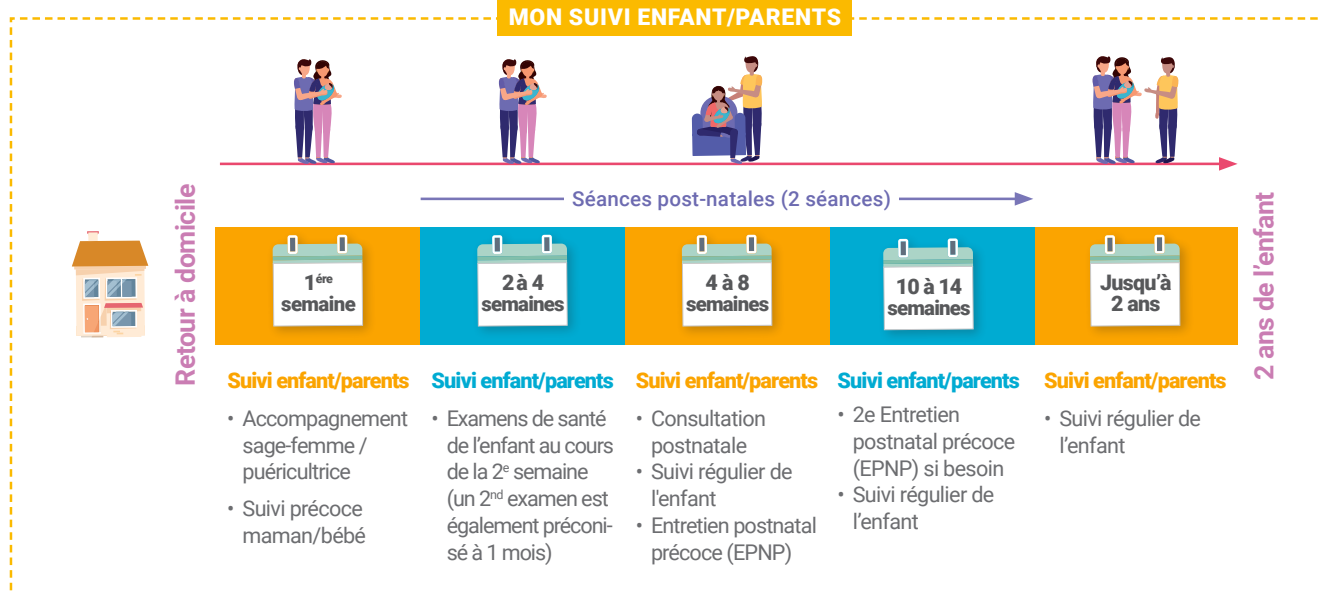 MON SUIVI ENFANT/PARENTS
Séances post-natales (2 séances)
Retour à domicile
1ére
semaine
2 à 4
semaines
4 à 8
semaines
10 à 14
semaines
Jusqu'à
2 ans
2 ans de l'enfant
Suivi enfant/parents
• Accompagnement
sage-femme /
puéricultrice
• Suivi précoce
maman/bébé
Suivi enfant/parents
• Examens de santé
de l'enfant au cours
de la 2e semaine
(un 2nd examen est
également préconi-
sé à 1 mois)
Suivi enfant/parents
• Consultation
postnatale
• Suivi régulier de
l'enfant
• Entretien postnatal
précoce (EPNP)
Suivi enfant/parents
• 2e Entretien
postnatal précoce
(EPNP) si besoin
• Suivi régulier de
l'enfant
Suivi enfant/parents
• Suivi régulier de
l'enfant